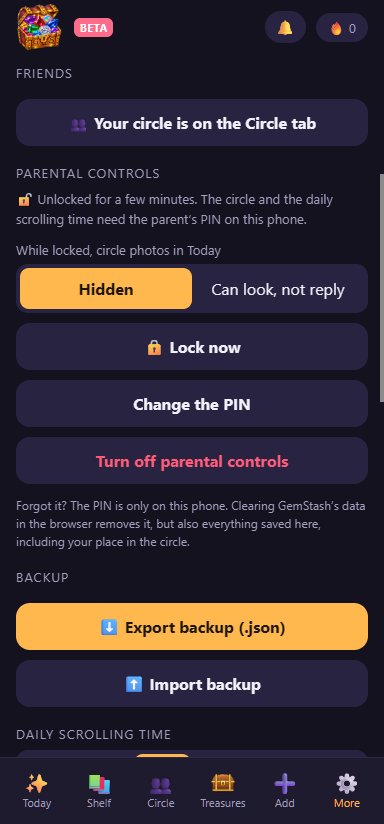 BETA
🔔
🔥 0
FRIENDS
👥 Your circle is on the Circle tab
PARENTAL CONTROLS
🔓 Unlocked for a few minutes. The circle and the daily
scrolling time need the parent's PIN on this phone.
While locked, circle photos in Today
Hidden
Can look, not reply
🔒 Lock now
Change the PIN
Turn off parental controls
Forgot it? The PIN is only on this phone. Clearing GemStash's data
in the browser removes it, but also everything saved here,
including your place in the circle.
BACKUP
⬇️ Export backup (.json)
⬆️ Import backup
DAILY SCROLLING TIME
Today
Shelf
Circle
Treasures
Add
More